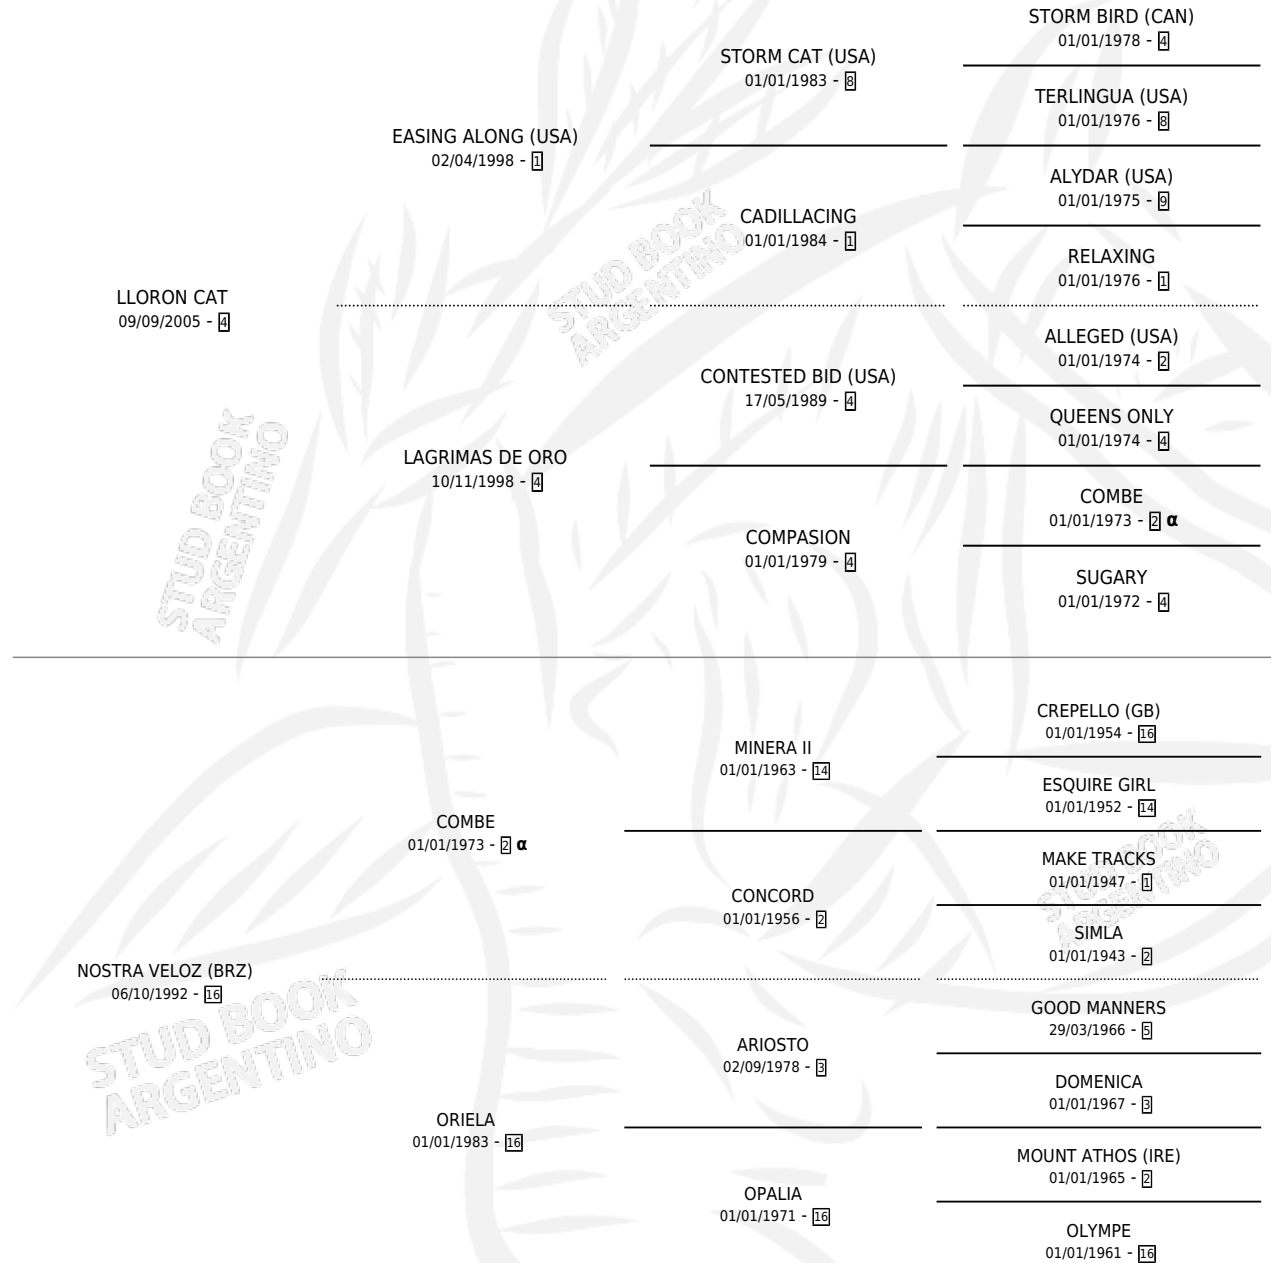 STORM BIRD (CAN)
01/01/1978 - 4
STORM CAT (USA)
01/01/1983 - 8
TERLINGUA (USA)
01/01/1976 - 8
EASING ALONG (USA)
02/04/1998 - 1
ALYDAR (USA)
01/01/1975 - 9
CADILLACING
01/01/1984 - 1
RELAXING
01/01/1976 - 1
LLORON CAT
09/09/2005 - 4
ALLEGED (USA)
01/01/1974 - 2
CONTESTED BID (USA)
17/05/1989 - 4
QUEENS ONLY
01/01/1974 - 4
LAGRIMAS DE ORO
10/11/1998 - 4
COMBE
01/01/1973 - 2 α
COMPASION
01/01/1979 - 4
SUGARY
01/01/1972 - 4
CREPELLO (GB)
01/01/1954 - 16
MINERA II
01/01/1963 - 14
ESQUIRE GIRL
01/01/1952 - 14
COMBE
01/01/1973 - 2 α
MAKE TRACKS
01/01/1947 - 1
CONCORD
01/01/1956 - 2
SIMLA
01/01/1943 - 2
NOSTRA VELOZ (BRZ)
06/10/1992 - 16
GOOD MANNERS
29/03/1966 - 5
ARIOSTO
02/09/1978 - 3
DOMENICA
01/01/1967 - 3
ORIELA
01/01/1983 - 16
MOUNT ATHOS (IRE)
01/01/1965 - 2
OPALIA
01/01/1971 - 16
OLYMPE
01/01/1961 - 16
STUD BOOK
ARGENTINO
STUD BOOK
ARGENTINO
STUD BOOK
ARGENTINO
STUD BOOK
ARGENTINO